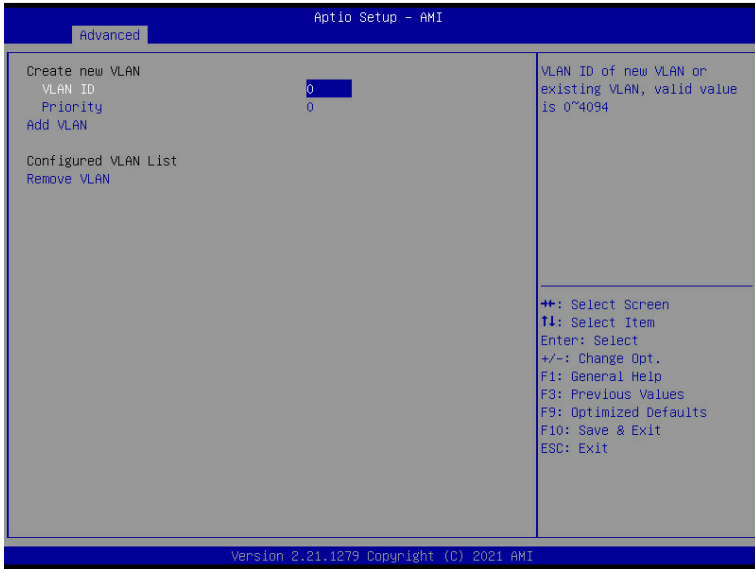 Aptio Setup – AMI
Advanced
Create new VLAN
VLAN ID 0
Priority 0
Add VLAN
Configured VLAN List
Remove VLAN
VLAN ID of new VLAN or
existing VLAN, valid value
is 0~4094
→←: Select Screen
↑↓: Select Item
Enter: Select
+/-: Change Opt.
F1: General Help
F3: Previous Values
F9: Optimized Defaults
F10: Save & Exit
ESC: Exit
Version 2.21.1279 Copyright (C) 2021 AMI